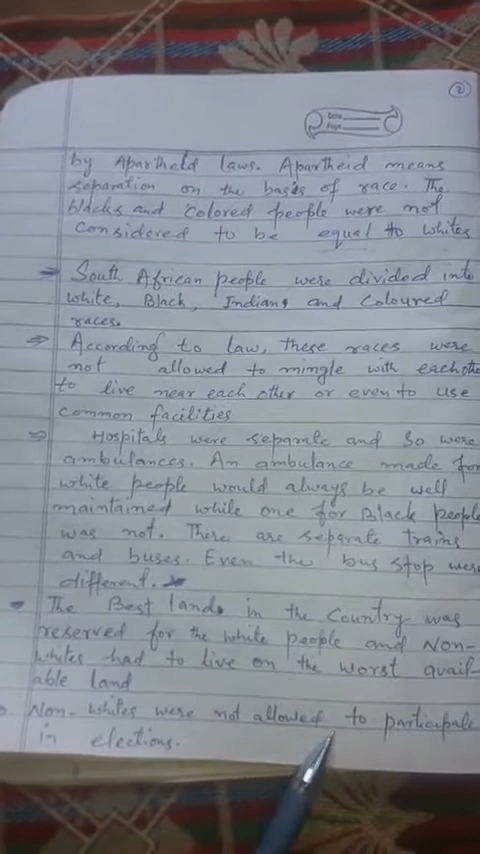 2
Date
Page
by Apartheid laws. Apartheid means
separation on the basis of race. The
blacks and colored people were not
considered to be equal to whites
⇒ South African people were divided into
white, Black, Indians and coloured
races.
⇒ According to law, these races were
not allowed to mingle with each othe
to live near each other or even to use
common facilities
⇒ Hospitals were separate and so were
ambulances. An ambulance made for
white people would always be well
maintained while one for Black people
was not. There are separate trains
and buses. Even the bus stop were
different.
The Best lands in the Country was
reserved for the white people and Non-
whites had to live on the worst avail-
able land
Non-whites were not allowed to participate
in elections.